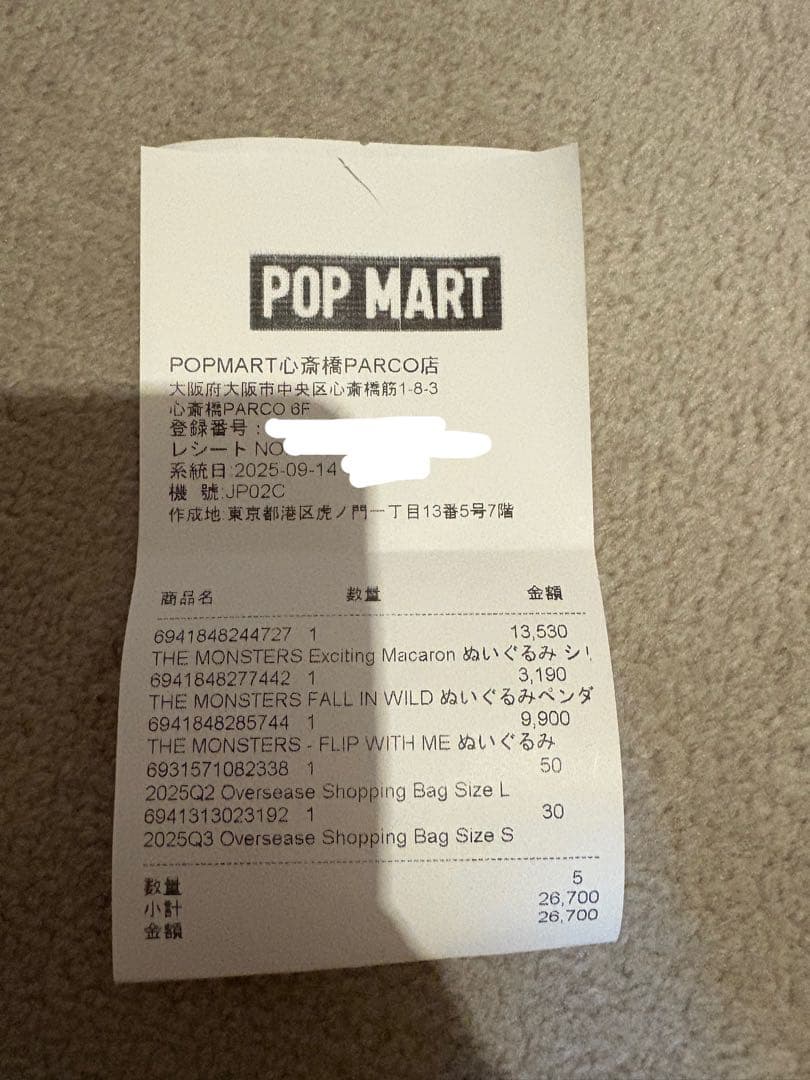 POP MART
POPMART心斎橋PARCO店
大阪府大阪市中央区心斎橋筋1-8-3
心斎橋PARCO 6F
登録番号:
レシート NO
系統日:2025-09-14
機 號:JP02C
作成地:東京都港区虎ノ門一丁目13番5号7階
商品名 数量 金額
6941848244727 1 13,530
THE MONSTERS Exciting Macaron ぬいぐるみ シリ
6941848277442 1 3,190
THE MONSTERS FALL IN WILD ぬいぐるみペンダ
6941848285744 1 9,900
THE MONSTERS - FLIP WITH ME ぬいぐるみ
6931571082338 1 50
2025Q2 Oversease Shopping Bag Size L
6941313023192 1 30
2025Q3 Oversease Shopping Bag Size S
数量 5
小計 26,700
金額 26,700